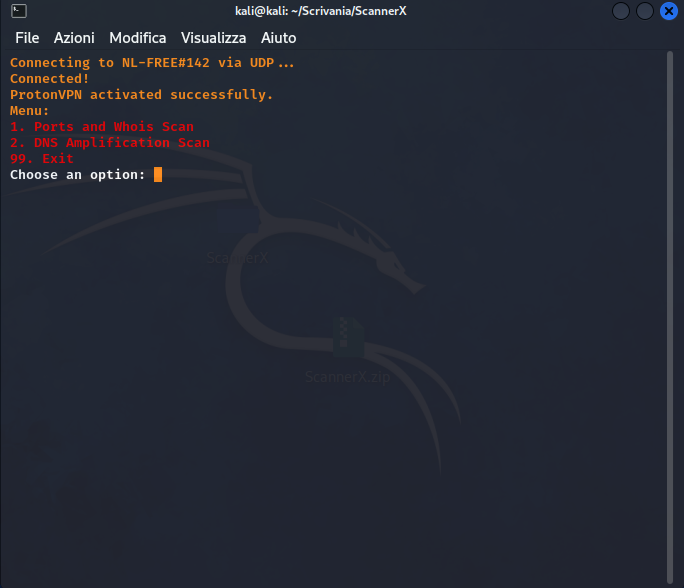 kali@kali: ~/Scrivania/ScannerX
File Azioni Modifica Visualizza Aiuto
Connecting to NL-FREE#142 via UDP...
Connected!
ProtonVPN activated successfully.
Menu:
1. Ports and Whois Scan
2. DNS Amplification Scan
99. Exit
Choose an option:
ScannerX
ScannerX.zip